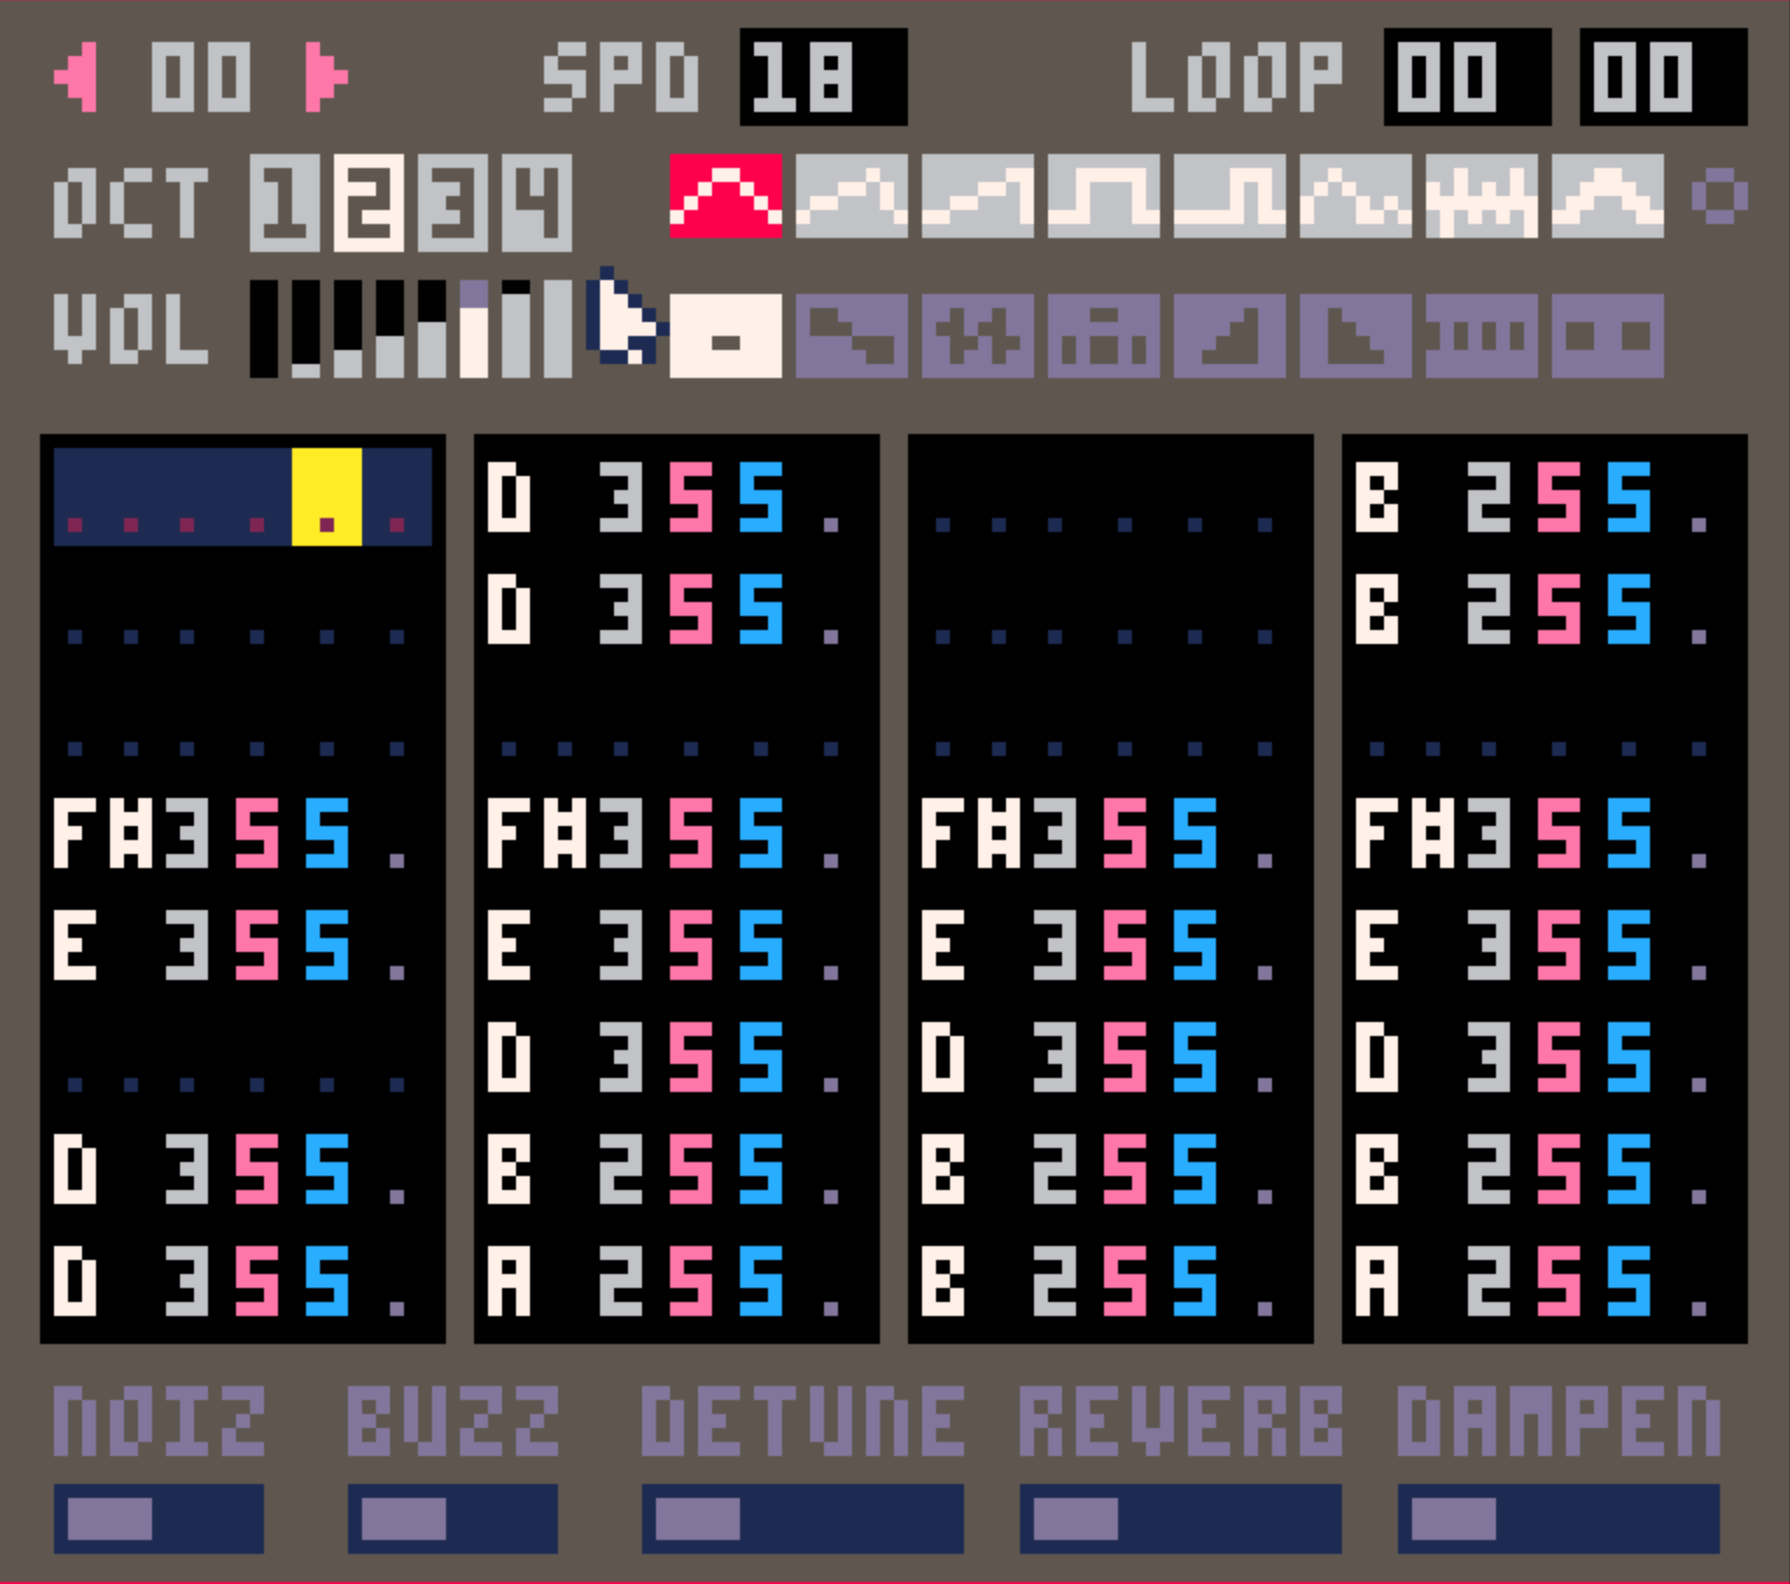 00 SPD 18 LOOP 00 00
OCT 1 2 3 4
VOL
. . . . . . D 3 5 5 . . . . . . . B 2 5 5 .
. . . . . . D 3 5 5 . . . . . . . B 2 5 5 .
. . . . . . . . . . . . . . . . . . . . . . . .
F# 3 5 5 . F# 3 5 5 . F# 3 5 5 . F# 3 5 5 .
E 3 5 5 . E 3 5 5 . E 3 5 5 . E 3 5 5 .
. . . . . . D 3 5 5 . D 3 5 5 . D 3 5 5 .
D 3 5 5 . B 2 5 5 . B 2 5 5 . B 2 5 5 .
D 3 5 5 . A 2 5 5 . B 2 5 5 . A 2 5 5 .
NOIZ BUZZ DETUNE REVERB DAMPEN